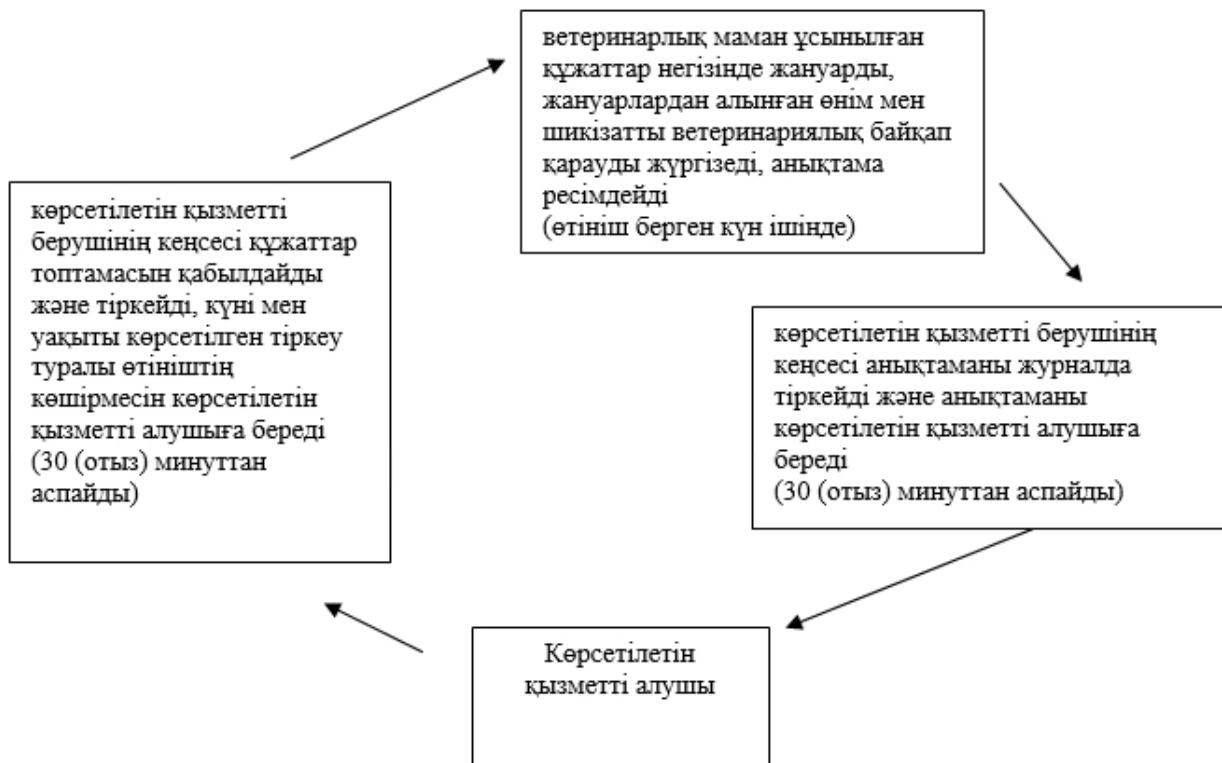 ветеринарлық маман ұсынылған
құжаттар негізінде жануарды,
жануарлардан алынған өнім мен
шикізатты ветеринариялық байқап
қарауды жүргізеді, анықтама
ресімдейді
(өтініш берген күн ішінде)
көрсетілетін қызметті
берушінің кеңсесі құжаттар
топтамасын қабылдайды
және тіркейді, күні мен
уақыты көрсетілген тіркеу
туралы өтініштің
көшірмесін көрсетілетін
қызметті алушыға береді
(30 (отыз) минуттан
аспайды)
көрсетілетін қызметті берушінің
кеңсесі анықтаманы журналда
тіркейді және анықтаманы
көрсетілетін қызметті алушыға
береді
(30 (отыз) минуттан аспайды)
Көрсетілетін
қызметті алушы